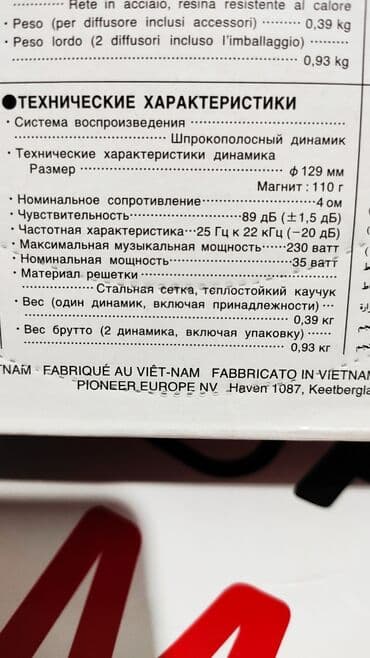 Rete in acciaio, resina resistente al calore
• Peso (per diffusore inclusi accessori) ········ 0,39 kg
• Peso lordo (2 diffusori incluso l'imballaggio) ········
········ 0,93 kg
●ТЕХНИЧЕСКИЕ ХАРАКТЕРИСТИКИ
• Система воспроизведения ········
········ Шпрокополосный динамик
• Технические характеристики динамика
Размер ········ ф 129 мм
Магнит : 110 г
• Номинальное сопротивление ········ 4 ом
• Чувствительность ········ 89 дБ (±1,5 дБ)
• Частотная характеристика ··· 25 Гц к 22 кГц (−20 дБ)
• Максимальная музыкальная мощность ········ 230 ватт
• Номинальная мощность ········ 35 ватт
• Материал решетки ········
········ Стальная сетка, теплостойкий каучук
• Вес (один динамик, включая принадлежности) ···
········ 0,39 кг
• Вес брутто (2 динамика, включая упаковку) ········
········ 0,93 кг
TNAM · FABRIQUÉ AU VIÊT-NAM FABBRICATO IN VIETNAM
PIONEER EUROPE NV Haven 1087, Keetbergla